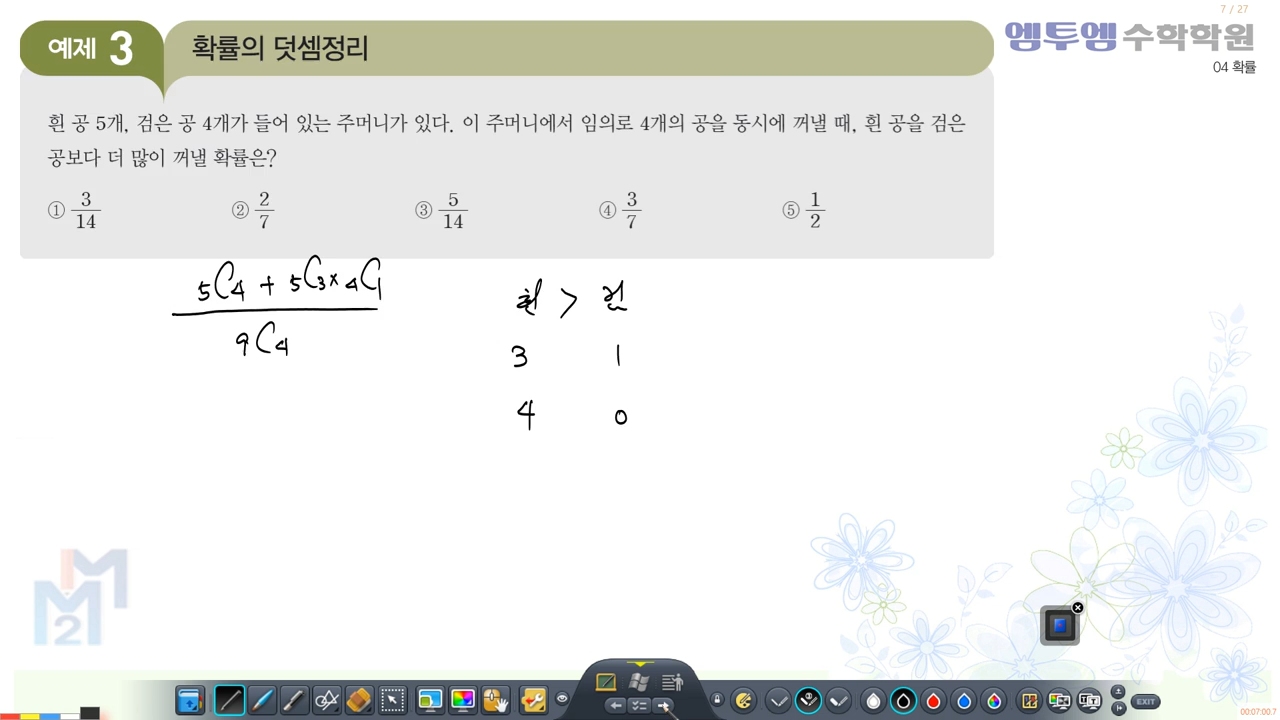 7 / 27
예제 3 확률의 덧셈정리
엠투엠수학학원
04 확률
흰 공 5개, 검은 공 4개가 들어 있는 주머니가 있다. 이 주머니에서 임의로 4개의 공을 동시에 꺼낼 때, 흰 공을 검은
공보다 더 많이 꺼낼 확률은?
① 3/14 ② 2/7 ③ 5/14 ④ 3/7 ⑤ 1/2
5C4 + 5C3 × 4C1
9C4
흰 > 검
3 1
4 0
M2M
EXIT
00:07:00.7